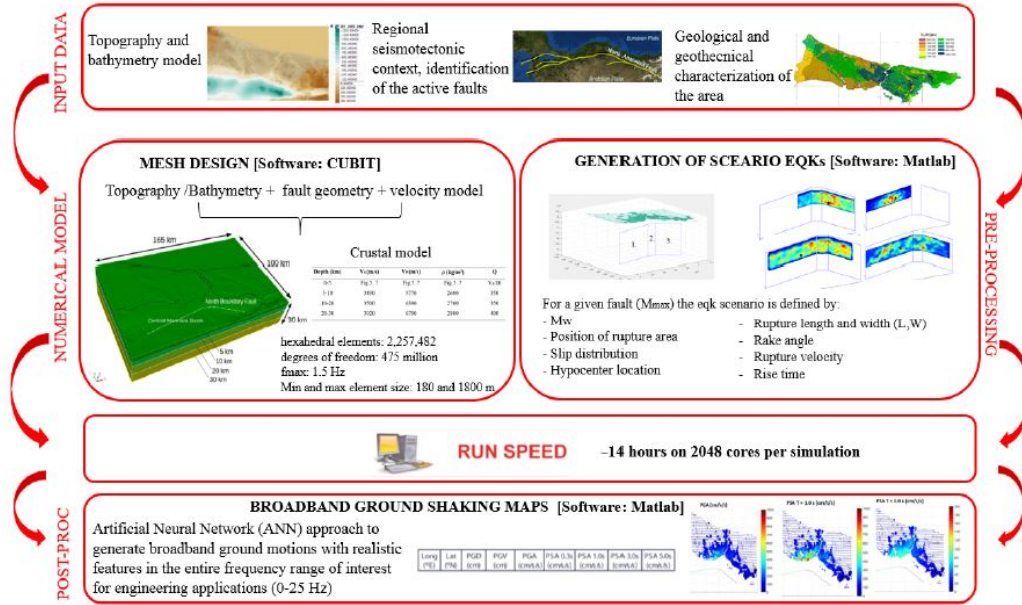 INPUT DATA
Topography and
bathymetry model
Regional
seismotectonic
context, identification
of the active faults
Eurasian Plate
Anatolian Plate
Geological and
geothecnical
characterization of
the area
NUMERICAL MODEL
MESH DESIGN [Software: CUBIT]
Topography /Bathymetry + fault geometry + velocity model
165 km
100 km
30 km
North Boundary Fault
Central Marmara Basin
5 km
10 km
20 km
30 km
Crustal model
Depth (km) Vs (m/s) Vp (m/s) ρ (kg/m³) Q
hexahedral elements: 2,257,482
degrees of freedom: 475 million
fmax: 1.5 Hz
Min and max element size: 180 and 1800 m
PRE-PROCESSING
GENERATION OF SCEARIO EQKs [Software: Matlab]
1.
2
3.
For a given fault (Mmax) the eqk scenario is defined by:
- Mw
- Position of rupture area
- Slip distribution
- Hypocenter location
- Rupture length and width (L,W)
- Rake angle
- Rupture velocity
- Rise time
RUN SPEED
~14 hours on 2048 cores per simulation
POST-PROC
BROADBAND GROUND SHAKING MAPS [Software: Matlab]
Artificial Neural Network (ANN) approach to
generate broadband ground motions with realistic
features in the entire frequency range of interest
for engineering applications (0-25 Hz)
Long Lat PGD PGV PGA PSA 0.3s PSA 1.0s PSA 3.0s PSA 5.0s
(°E) (°N) (cm) (cm/s) (cm/s/s) (cm/s/s) (cm/s/s) (cm/s/s) (cm/s/s)